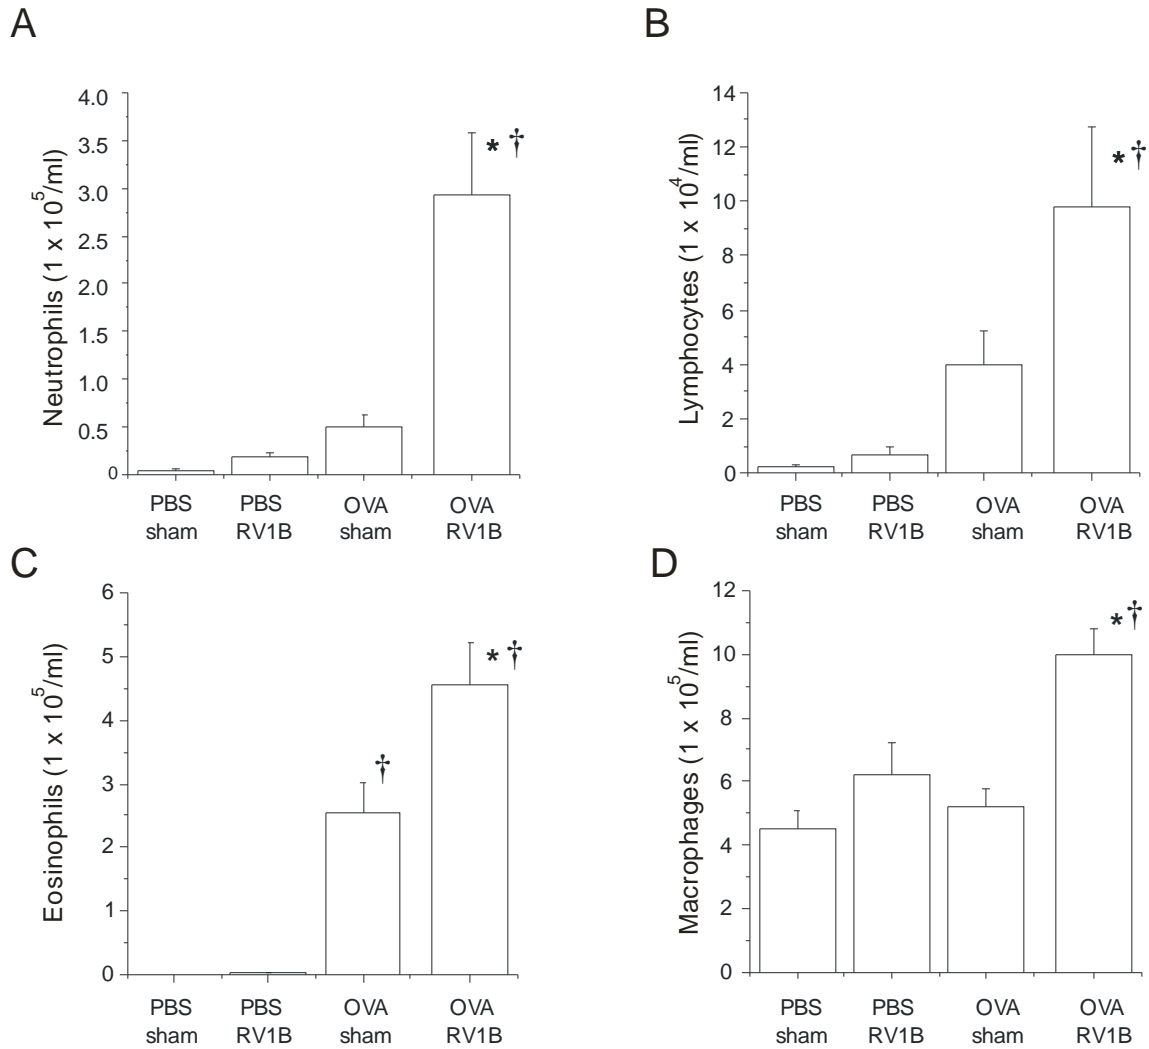 A
Neutrophils (1 x 10⁵/ml)
4.0
3.5
3.0
2.5
2.0
1.5
1.0
0.5
0
* †
PBS PBS OVA OVA
sham RV1B sham RV1B
B
Lymphocytes (1 x 10⁴/ml)
14
12
10
8
6
4
2
0
* †
PBS PBS OVA OVA
sham RV1B sham RV1B
C
Eosinophils (1 x 10⁵/ml)
6
5
4
3
2
1
0
* †
†
PBS PBS OVA OVA
sham RV1B sham RV1B
D
Macrophages (1 x 10⁵/ml)
12
10
8
6
4
2
0
* †
PBS PBS OVA OVA
sham RV1B sham RV1B